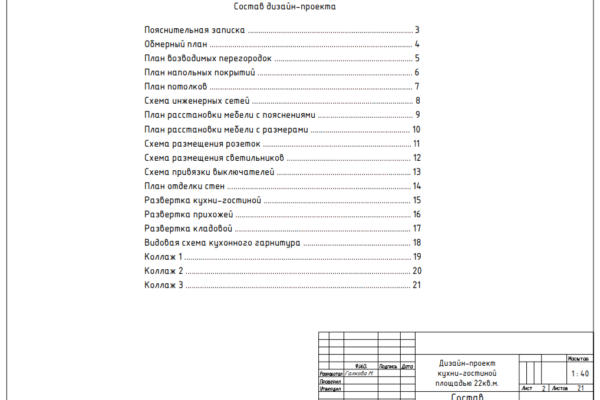 Состав дизайн-проекта
Пояснительная записка 3
Обмерный план 4
План возводимых перегородок 5
План напольных покрытий 6
План потолков 7
Схема инженерных сетей 8
План расстановки мебели с пояснениями 9
План расстановки мебели с размерами 10
Схема размещения розеток 11
Схема размещения светильников 12
Схема привязки выключателей 13
План отделки стен 14
Развертка кухни-гостиной 15
Развертка прихожей 16
Развертка кладовой 17
Видовая схема кухонного гарнитура 18
Коллаж 1 19
Коллаж 2 20
Коллаж 3 21
Масштаб
Дизайн-проект
кухни-гостиной
площадью 22кв.м.
1 : 40
ФИО. Подпись Дата
Разработал Галкова М.
Проверил
Утвердил
Лист 2 Листов 21
Состав